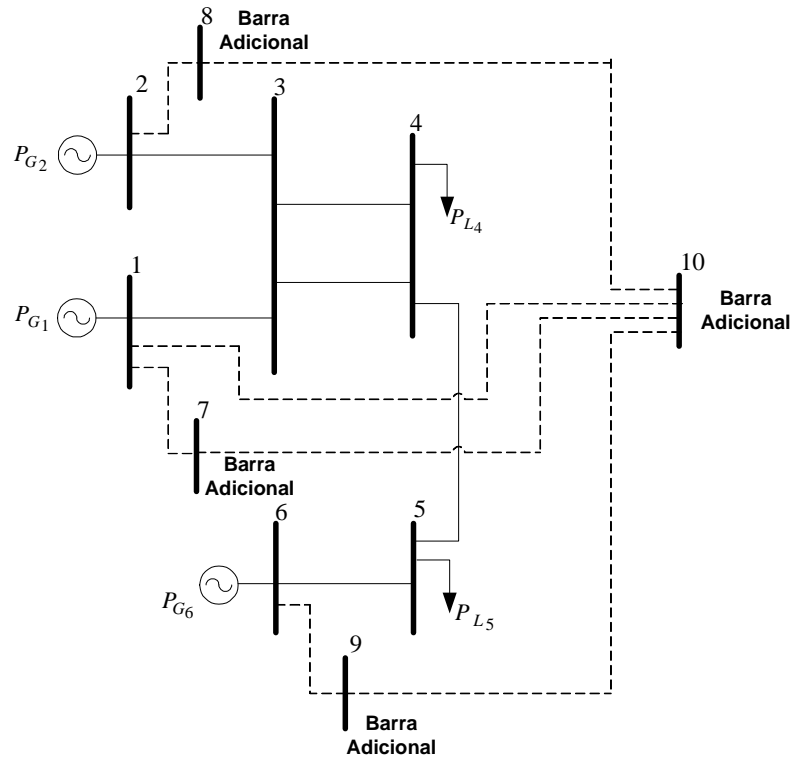 8
Barra
Adicional
2
3
4
P_{G_2}
P_{L_4}
1
10
P_{G_1}
Barra
Adicional
7
Barra
Adicional
6
5
P_{G_6}
P_{L_5}
9
Barra
Adicional